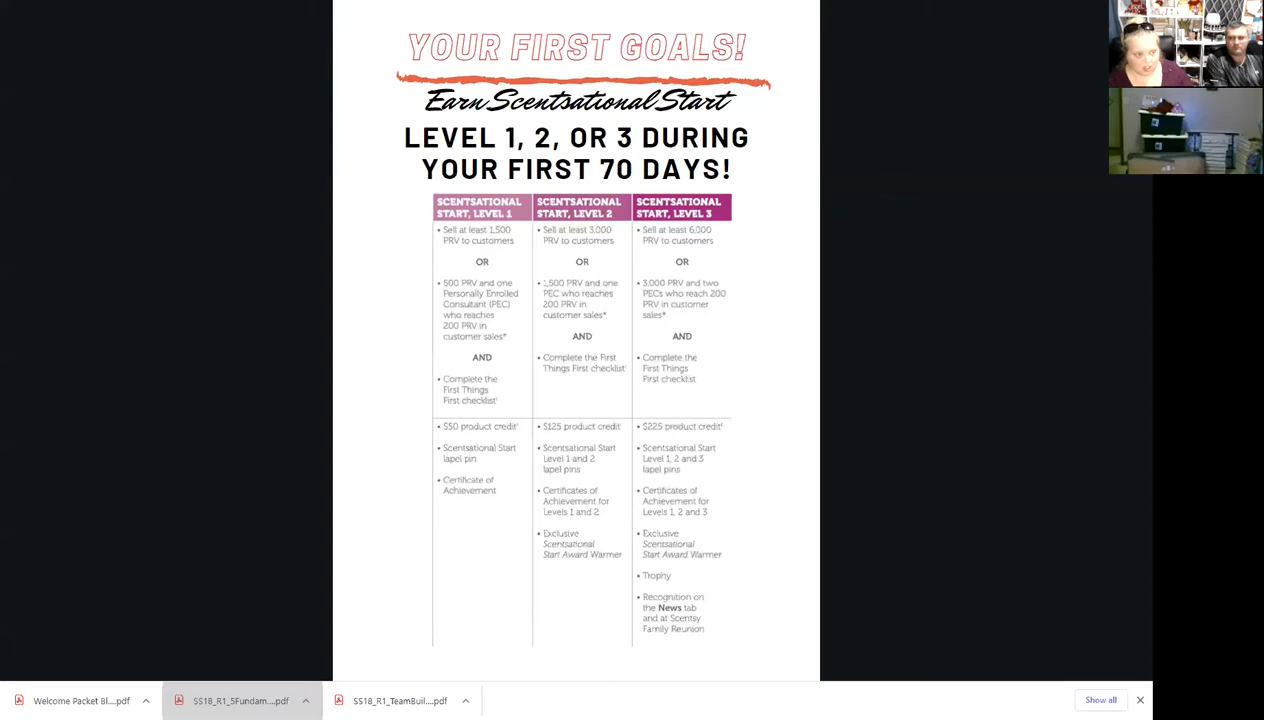 YOUR FIRST GOALS!
Earn Scentsational Start
LEVEL 1, 2, OR 3 DURING
YOUR FIRST 70 DAYS!
SCENTSATIONAL
START, LEVEL 1
• Sell at least 1,500
PRV to customers
OR
• 500 PRV and one
Personally Enrolled
Consultant (PEC)
who reaches
200 PRV in
customer sales*
AND
• Complete the
First Things
First checklist†
• $50 product credit†
• Scentsational Start
lapel pin
• Certificate of
Achievement
SCENTSATIONAL
START, LEVEL 2
• Sell at least 3,000
PRV to customers
OR
• 1,500 PRV and one
PEC who reaches
200 PRV in
customer sales*
AND
• Complete the First
Things First checklist†
• $125 product credit†
• Scentsational Start
Level 1 and 2
lapel pins
• Certificates of
Achievement for
Levels 1 and 2
• Exclusive
Scentsational
Start Award Warmer
SCENTSATIONAL
START, LEVEL 3
• Sell at least 6,000
PRV to customers
OR
• 3,000 PRV and two
PECs who reach 200
PRV in customer
sales*
AND
• Complete the
First Things
First checklist
• $225 product credit†
• Scentsational Start
Level 1, 2 and 3
lapel pins
• Certificates of
Achievement for
Levels 1, 2 and 3
• Exclusive
Scentsational
Start Award Warmer
• Trophy
• Recognition on
the News tab
and at Scentsy
Family Reunion
Welcome Packet Bl....pdf
SS18_R1_5Fundam....pdf
SS18_R1_TeamBuil....pdf
Show all